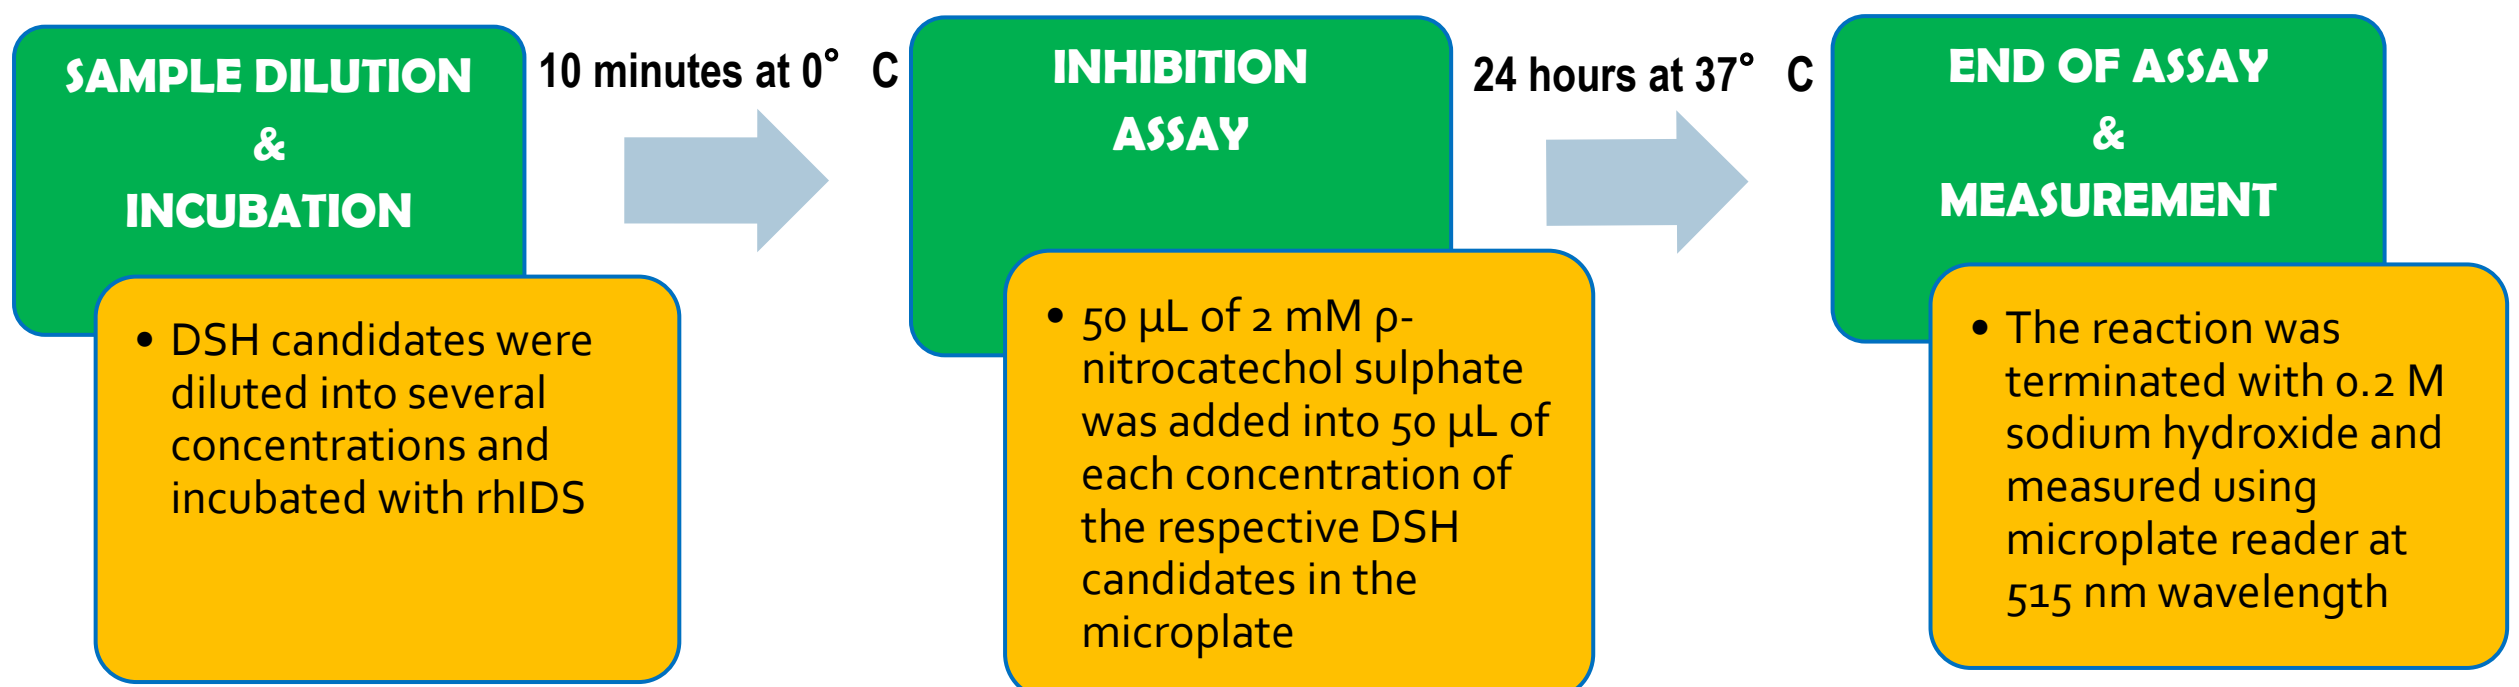 SAMPLE DILUTION
&
INCUBATION
• DSH candidates were
diluted into several
concentrations and
incubated with rhIDS
10 minutes at 0° C
INHIBITION
ASSAY
• 50 µL of 2 mM ρ-
nitrocatechol sulphate
was added into 50 µL of
each concentration of
the respective DSH
candidates in the
microplate
24 hours at 37° C
END OF ASSAY
&
MEASUREMENT
• The reaction was
terminated with 0.2 M
sodium hydroxide and
measured using
microplate reader at
515 nm wavelength